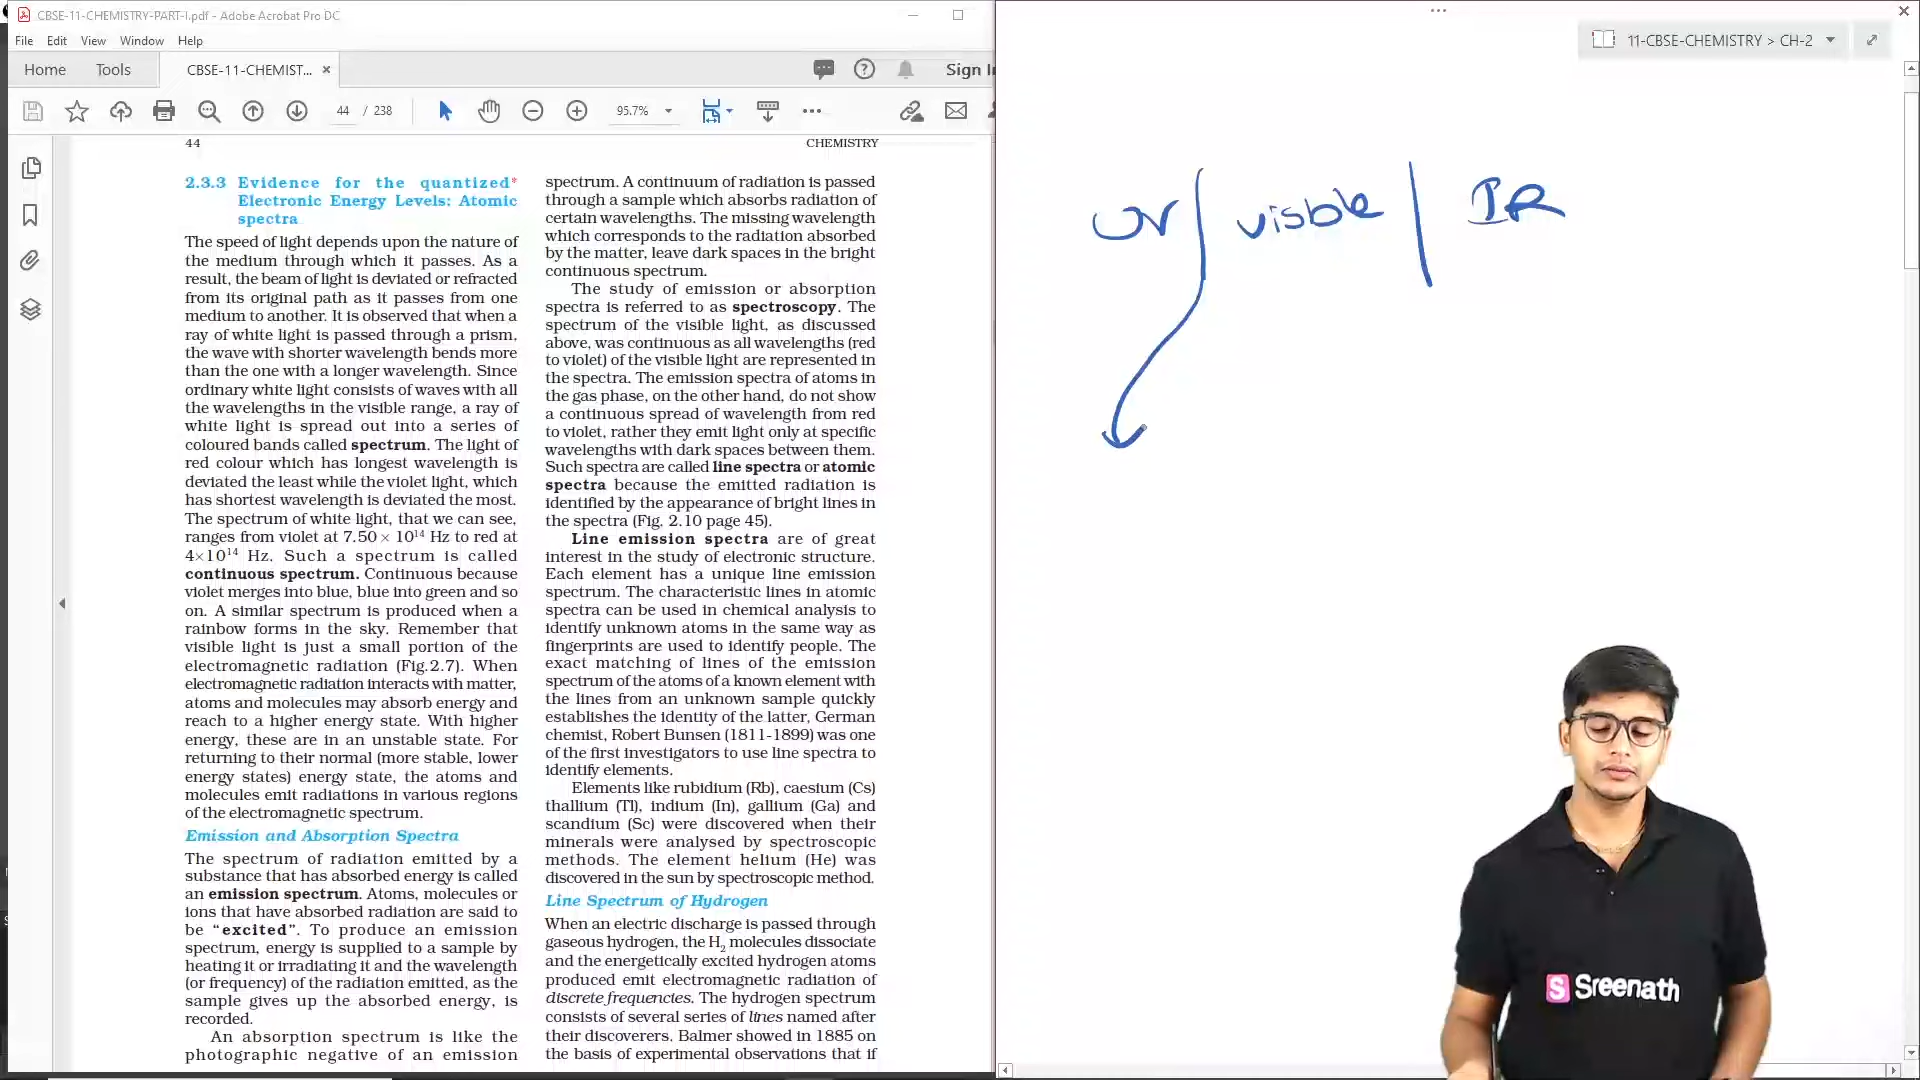 CBSE-11-CHEMISTRY-PART-I.pdf - Adobe Acrobat Pro DC
File Edit View Window Help
Home Tools CBSE-11-CHEMIST... × Sign In
44 / 238 95.7%
44 CHEMISTRY
2.3.3 Evidence for the quantized*
Electronic Energy Levels: Atomic
spectra
The speed of light depends upon the nature of
the medium through which it passes. As a
result, the beam of light is deviated or refracted
from its original path as it passes from one
medium to another. It is observed that when a
ray of white light is passed through a prism,
the wave with shorter wavelength bends more
than the one with a longer wavelength. Since
ordinary white light consists of waves with all
the wavelengths in the visible range, a ray of
white light is spread out into a series of
coloured bands called spectrum. The light of
red colour which has longest wavelength is
deviated the least while the violet light, which
has shortest wavelength is deviated the most.
The spectrum of white light, that we can see,
ranges from violet at 7.50 × 10¹⁴ Hz to red at
4×10¹⁴ Hz. Such a spectrum is called
continuous spectrum. Continuous because
violet merges into blue, blue into green and so
on. A similar spectrum is produced when a
rainbow forms in the sky. Remember that
visible light is just a small portion of the
electromagnetic radiation (Fig.2.7). When
electromagnetic radiation interacts with matter,
atoms and molecules may absorb energy and
reach to a higher energy state. With higher
energy, these are in an unstable state. For
returning to their normal (more stable, lower
energy states) energy state, the atoms and
molecules emit radiations in various regions
of the electromagnetic spectrum.
Emission and Absorption Spectra
The spectrum of radiation emitted by a
substance that has absorbed energy is called
an emission spectrum. Atoms, molecules or
ions that have absorbed radiation are said to
be “excited”. To produce an emission
spectrum, energy is supplied to a sample by
heating it or irradiating it and the wavelength
(or frequency) of the radiation emitted, as the
sample gives up the absorbed energy, is
recorded.
An absorption spectrum is like the
photographic negative of an emission
spectrum. A continuum of radiation is passed
through a sample which absorbs radiation of
certain wavelengths. The missing wavelength
which corresponds to the radiation absorbed
by the matter, leave dark spaces in the bright
continuous spectrum.
The study of emission or absorption
spectra is referred to as spectroscopy. The
spectrum of the visible light, as discussed
above, was continuous as all wavelengths (red
to violet) of the visible light are represented in
the spectra. The emission spectra of atoms in
the gas phase, on the other hand, do not show
a continuous spread of wavelength from red
to violet, rather they emit light only at specific
wavelengths with dark spaces between them.
Such spectra are called line spectra or atomic
spectra because the emitted radiation is
identified by the appearance of bright lines in
the spectra (Fig. 2.10 page 45).
Line emission spectra are of great
interest in the study of electronic structure.
Each element has a unique line emission
spectrum. The characteristic lines in atomic
spectra can be used in chemical analysis to
identify unknown atoms in the same way as
fingerprints are used to identify people. The
exact matching of lines of the emission
spectrum of the atoms of a known element with
the lines from an unknown sample quickly
establishes the identity of the latter, German
chemist, Robert Bunsen (1811-1899) was one
of the first investigators to use line spectra to
identify elements.
Elements like rubidium (Rb), caesium (Cs)
thallium (Tl), indium (In), gallium (Ga) and
scandium (Sc) were discovered when their
minerals were analysed by spectroscopic
methods. The element helium (He) was
discovered in the sun by spectroscopic method.
Line Spectrum of Hydrogen
When an electric discharge is passed through
gaseous hydrogen, the H₂ molecules dissociate
and the energetically excited hydrogen atoms
produced emit electromagnetic radiation of
discrete frequencies. The hydrogen spectrum
consists of several series of lines named after
their discoverers. Balmer showed in 1885 on
the basis of experimental observations that if
11-CBSE-CHEMISTRY > CH-2
UV visble IR
S Sreenath